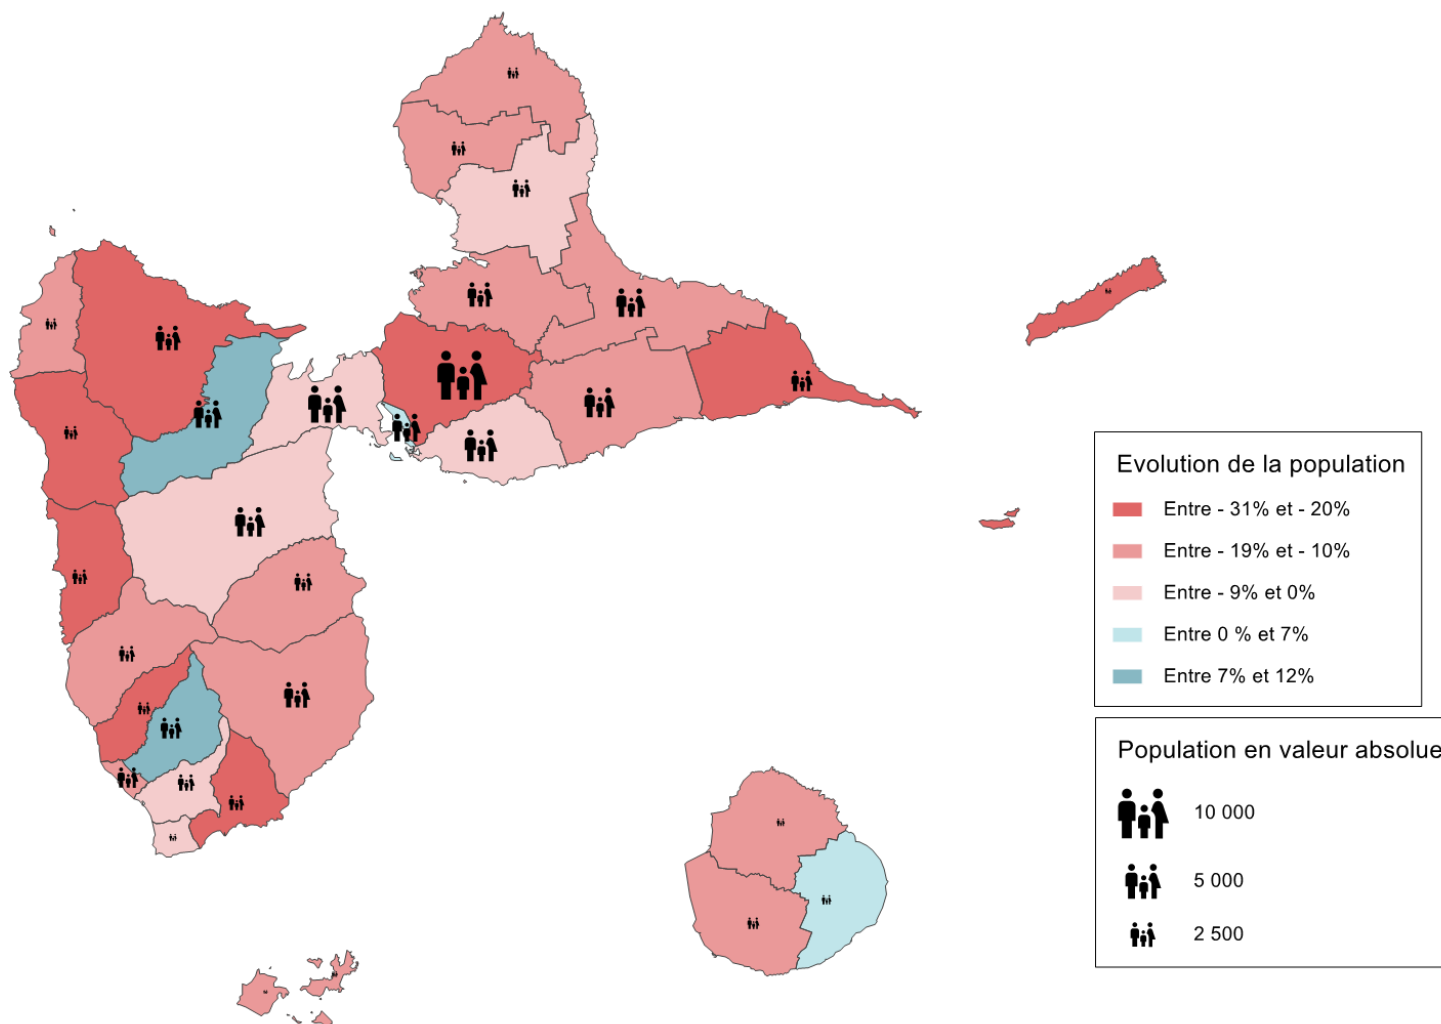 Evolution de la population
Entre - 31% et - 20%
Entre - 19% et - 10%
Entre - 9% et 0%
Entre 0 % et 7%
Entre 7% et 12%
Population en valeur absolue
10 000
5 000
2 500